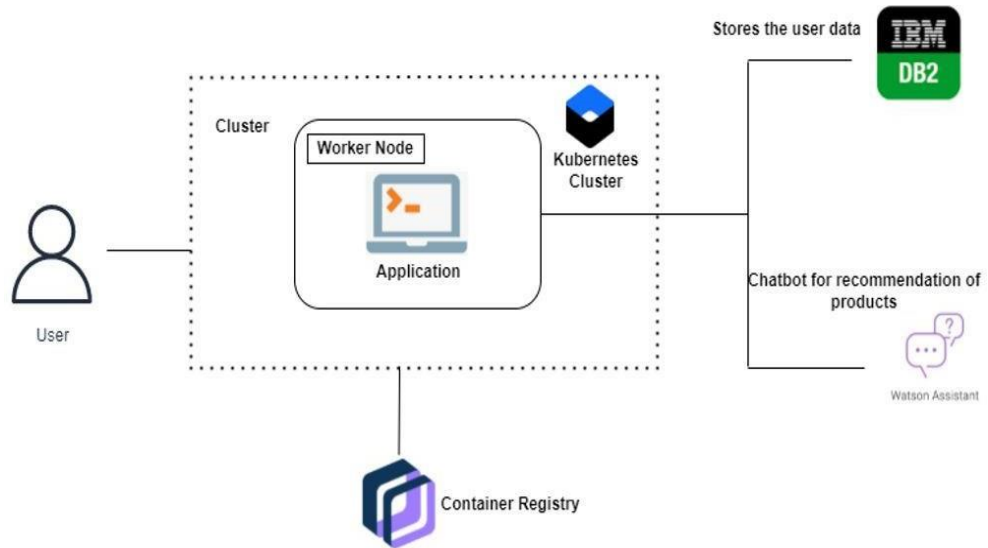 Stores the user data
IBM
DB2
Cluster
Worker Node
Kubernetes
Cluster
Application
User
Chatbot for recommendation of
products
Watson Assistant
Container Registry